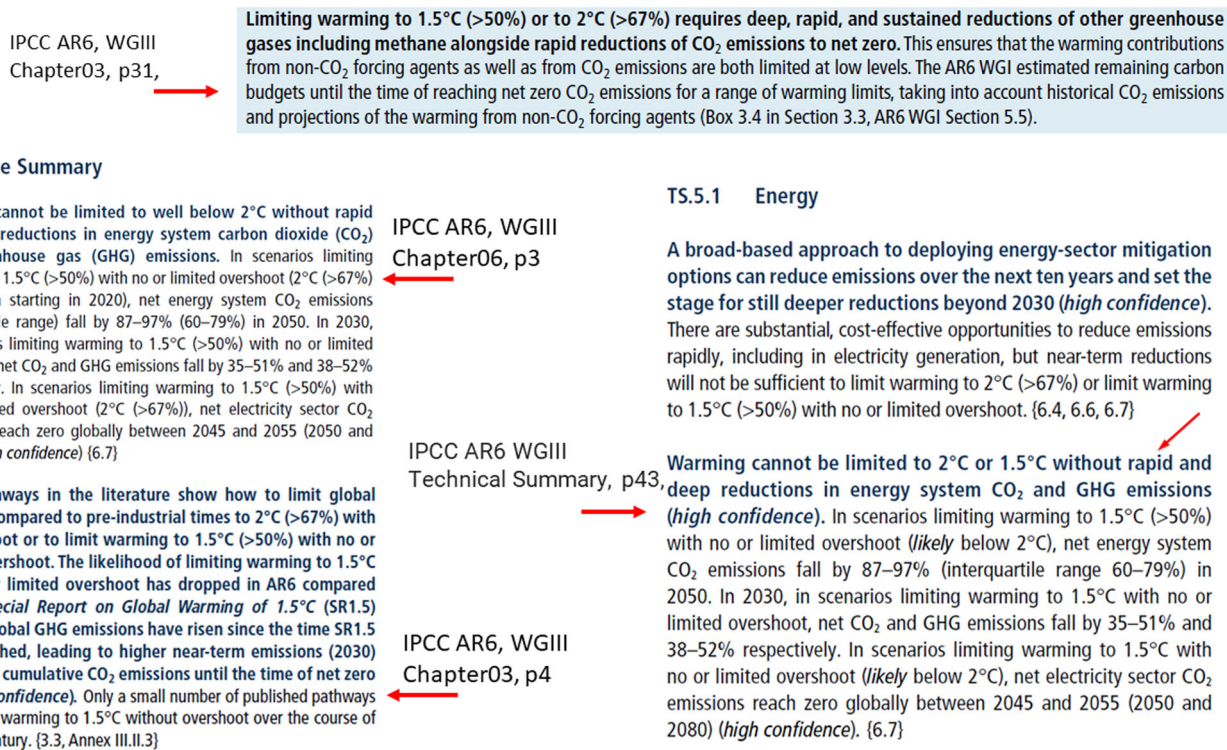 Limiting warming to 1.5°C (>50%) or to 2°C (>67%) requires deep, rapid, and sustained reductions of other greenhouse
gases including methane alongside rapid reductions of CO₂ emissions to net zero. This ensures that the warming contributions
from non-CO₂ forcing agents as well as from CO₂ emissions are both limited at low levels. The AR6 WGI estimated remaining carbon
budgets until the time of reaching net zero CO₂ emissions for a range of warming limits, taking into account historical CO₂ emissions
and projections of the warming from non-CO₂ forcing agents (Box 3.4 in Section 3.3, AR6 WGI Section 5.5).
IPCC AR6, WGIII
Chapter03, p31,
e Summary
cannot be limited to well below 2°C without rapid
reductions in energy system carbon dioxide (CO₂)
nhouse gas (GHG) emissions. In scenarios limiting
1.5°C (>50%) with no or limited overshoot (2°C (>67%)
starting in 2020), net energy system CO₂ emissions
le range) fall by 87–97% (60–79%) in 2050. In 2030,
s limiting warming to 1.5°C (>50%) with no or limited
net CO₂ and GHG emissions fall by 35–51% and 38–52%
. In scenarios limiting warming to 1.5°C (>50%) with
ed overshoot (2°C (>67%)), net electricity sector CO₂
reach zero globally between 2045 and 2055 (2050 and
h confidence) {6.7}
IPCC AR6, WGIII
Chapter06, p3
hways in the literature show how to limit global
ompared to pre-industrial times to 2°C (>67%) with
oot or to limit warming to 1.5°C (>50%) with no or
ershoot. The likelihood of limiting warming to 1.5°C
limited overshoot has dropped in AR6 compared
ecial Report on Global Warming of 1.5°C (SR1.5)
obal GHG emissions have risen since the time SR1.5
hed, leading to higher near-term emissions (2030)
cumulative CO₂ emissions until the time of net zero
onfidence). Only a small number of published pathways
warming to 1.5°C without overshoot over the course of
ntury. {3.3, Annex III.II.3}
IPCC AR6, WGIII
Chapter03, p4
IPCC AR6 WGIII
Technical Summary, p43,
TS.5.1 Energy
A broad-based approach to deploying energy-sector mitigation
options can reduce emissions over the next ten years and set the
stage for still deeper reductions beyond 2030 (high confidence).
There are substantial, cost-effective opportunities to reduce emissions
rapidly, including in electricity generation, but near-term reductions
will not be sufficient to limit warming to 2°C (>67%) or limit warming
to 1.5°C (>50%) with no or limited overshoot. {6.4, 6.6, 6.7}
Warming cannot be limited to 2°C or 1.5°C without rapid and
deep reductions in energy system CO₂ and GHG emissions
(high confidence). In scenarios limiting warming to 1.5°C (>50%)
with no or limited overshoot (likely below 2°C), net energy system
CO₂ emissions fall by 87–97% (interquartile range 60–79%) in
2050. In 2030, in scenarios limiting warming to 1.5°C with no or
limited overshoot, net CO₂ and GHG emissions fall by 35–51% and
38–52% respectively. In scenarios limiting warming to 1.5°C with
no or limited overshoot (likely below 2°C), net electricity sector CO₂
emissions reach zero globally between 2045 and 2055 (2050 and
2080) (high confidence). {6.7}